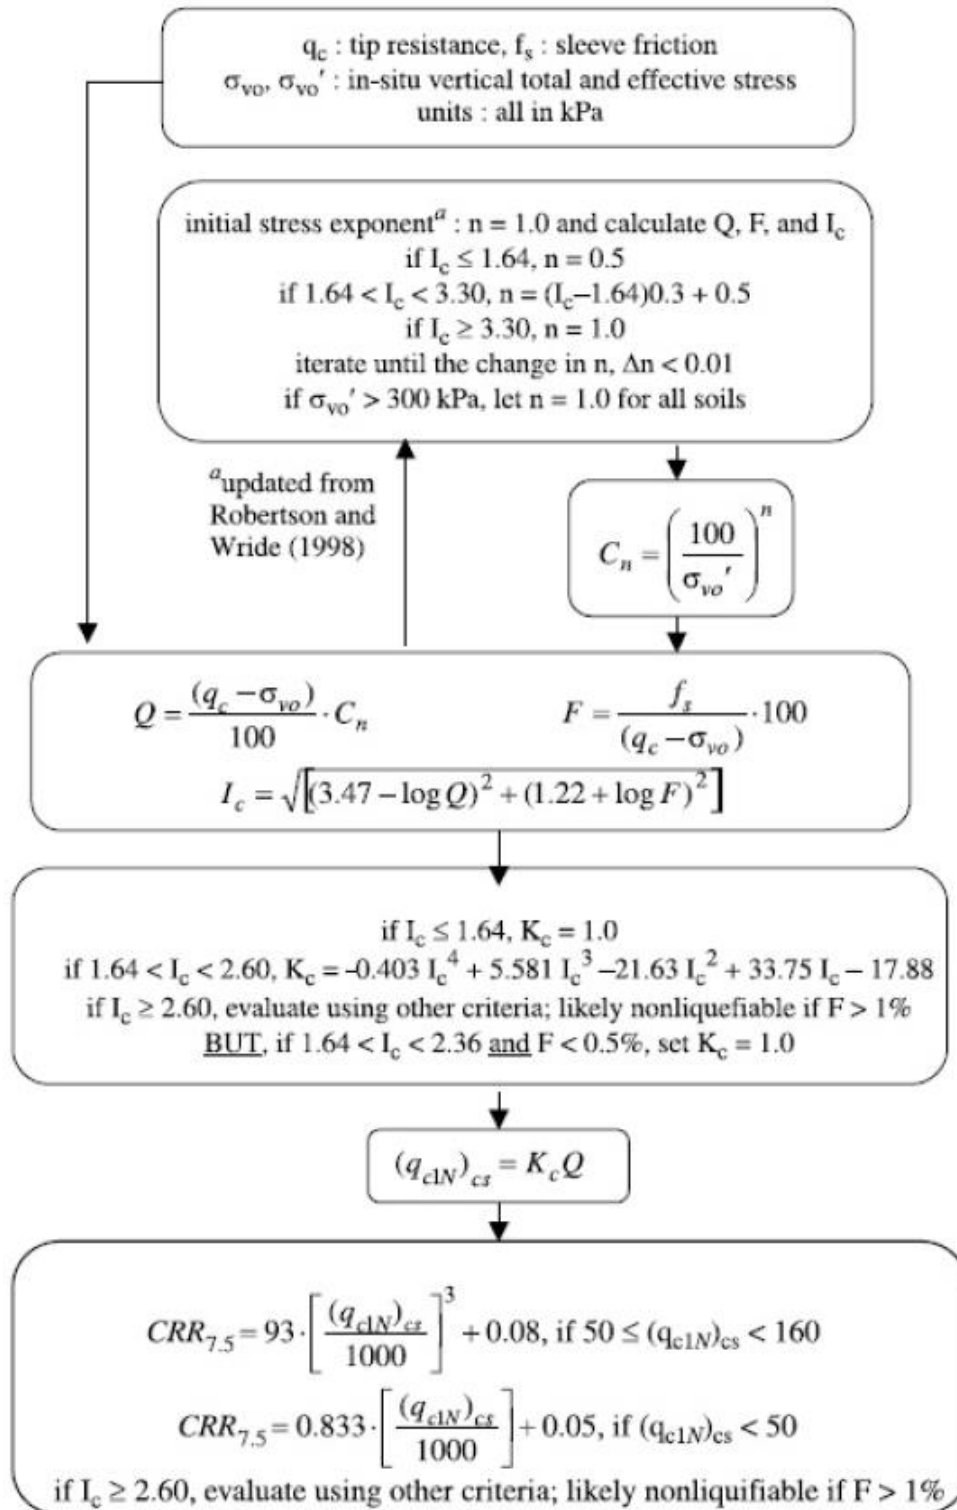 q_c : tip resistance, f_s : sleeve friction
σ_vo, σ_vo' : in-situ vertical total and effective stress
units : all in kPa
initial stress exponent^a : n = 1.0 and calculate Q, F, and I_c
if I_c ≤ 1.64, n = 0.5
if 1.64 < I_c < 3.30, n = (I_c–1.64)0.3 + 0.5
if I_c ≥ 3.30, n = 1.0
iterate until the change in n, Δn < 0.01
if σ_vo' > 300 kPa, let n = 1.0 for all soils
^a updated from
Robertson and
Wride (1998)
C_n = (100 / σ_vo')^n
Q = (q_c – σ_vo) / 100 · C_n
F = f_s / (q_c – σ_vo) · 100
I_c = √[(3.47 – log Q)^2 + (1.22 + log F)^2]
if I_c ≤ 1.64, K_c = 1.0
if 1.64 < I_c < 2.60, K_c = –0.403 I_c^4 + 5.581 I_c^3 –21.63 I_c^2 + 33.75 I_c – 17.88
if I_c ≥ 2.60, evaluate using other criteria; likely nonliquefiable if F > 1%
BUT, if 1.64 < I_c < 2.36 and F < 0.5%, set K_c = 1.0
(q_c1N)_cs = K_c Q
CRR_7.5 = 93 · [(q_c1N)_cs / 1000]^3 + 0.08, if 50 ≤ (q_c1N)_cs < 160
CRR_7.5 = 0.833 · [(q_c1N)_cs / 1000] + 0.05, if (q_c1N)_cs < 50
if I_c ≥ 2.60, evaluate using other criteria; likely nonliquifiable if F > 1%